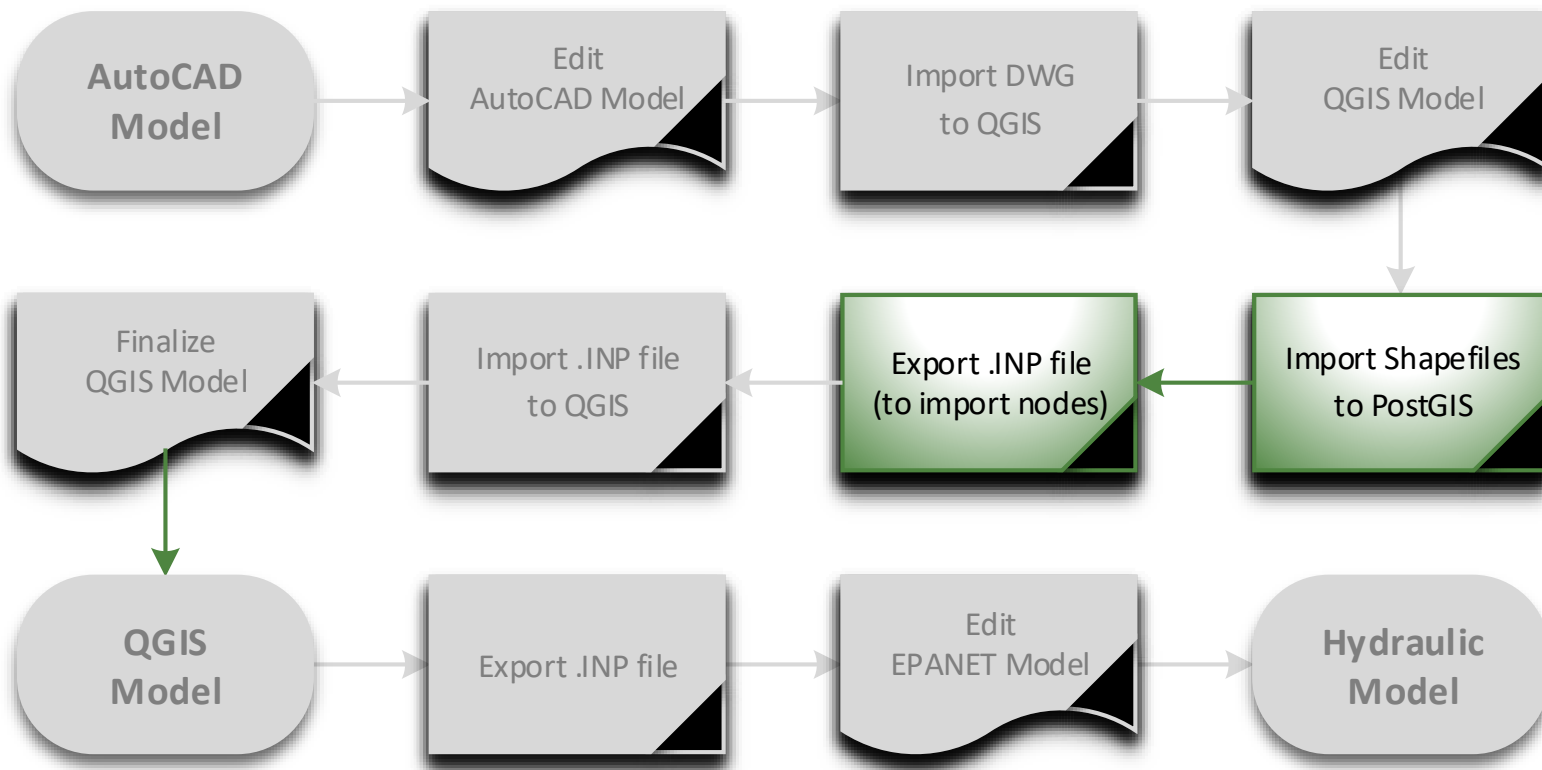 AutoCAD
Model
Edit
AutoCAD Model
Import DWG
to QGIS
Edit
QGIS Model
Finalize
QGIS Model
Import .INP file
to QGIS
Export .INP file
(to import nodes)
Import Shapefiles
to PostGIS
QGIS
Model
Export .INP file
Edit
EPANET Model
Hydraulic
Model